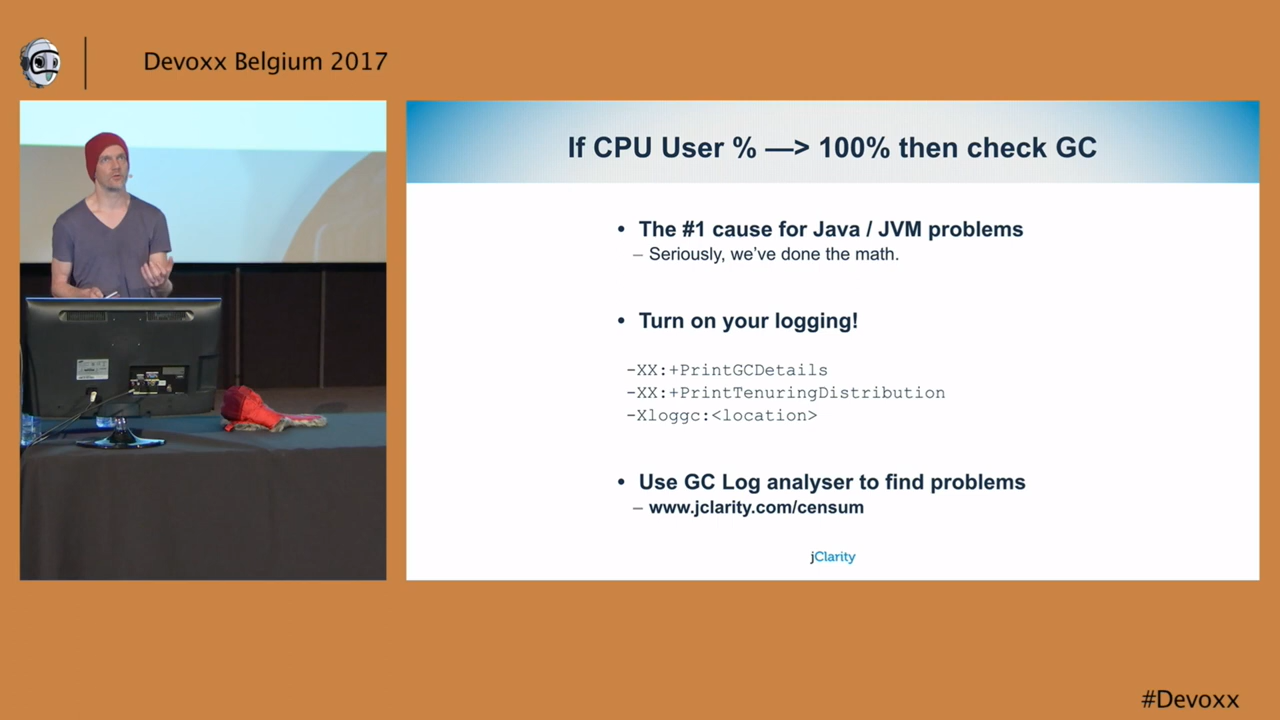 Devoxx Belgium 2017
If CPU User % —> 100% then check GC
• The #1 cause for Java / JVM problems
– Seriously, we've done the math.
• Turn on your logging!
-XX:+PrintGCDetails
-XX:+PrintTenuringDistribution
-Xloggc:<location>
• Use GC Log analyser to find problems
– www.jclarity.com/censum
jClarity
#Devoxx